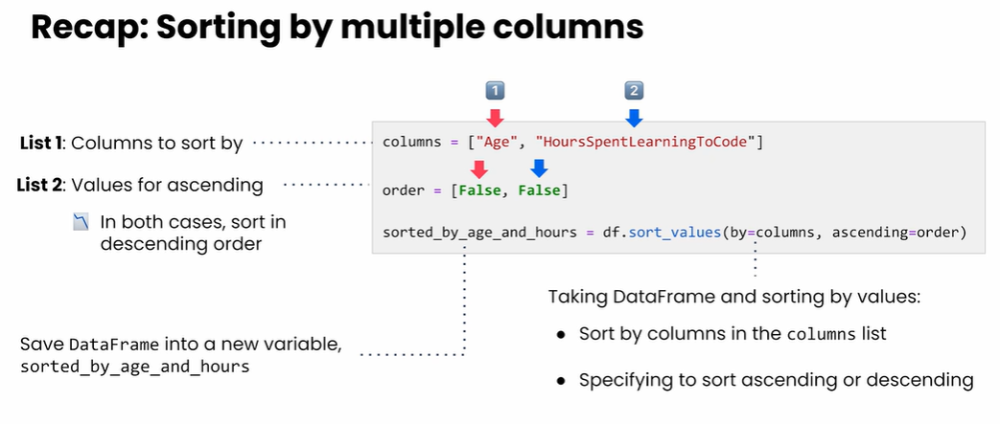 Recap: Sorting by multiple columns
1
2
List 1: Columns to sort by
columns = ["Age", "HoursSpentLearningToCode"]
List 2: Values for ascending
order = [False, False]
In both cases, sort in
descending order
sorted_by_age_and_hours = df.sort_values(by=columns, ascending=order)
Taking DataFrame and sorting by values:
Save DataFrame into a new variable,
sorted_by_age_and_hours
● Sort by columns in the columns list
● Specifying to sort ascending or descending